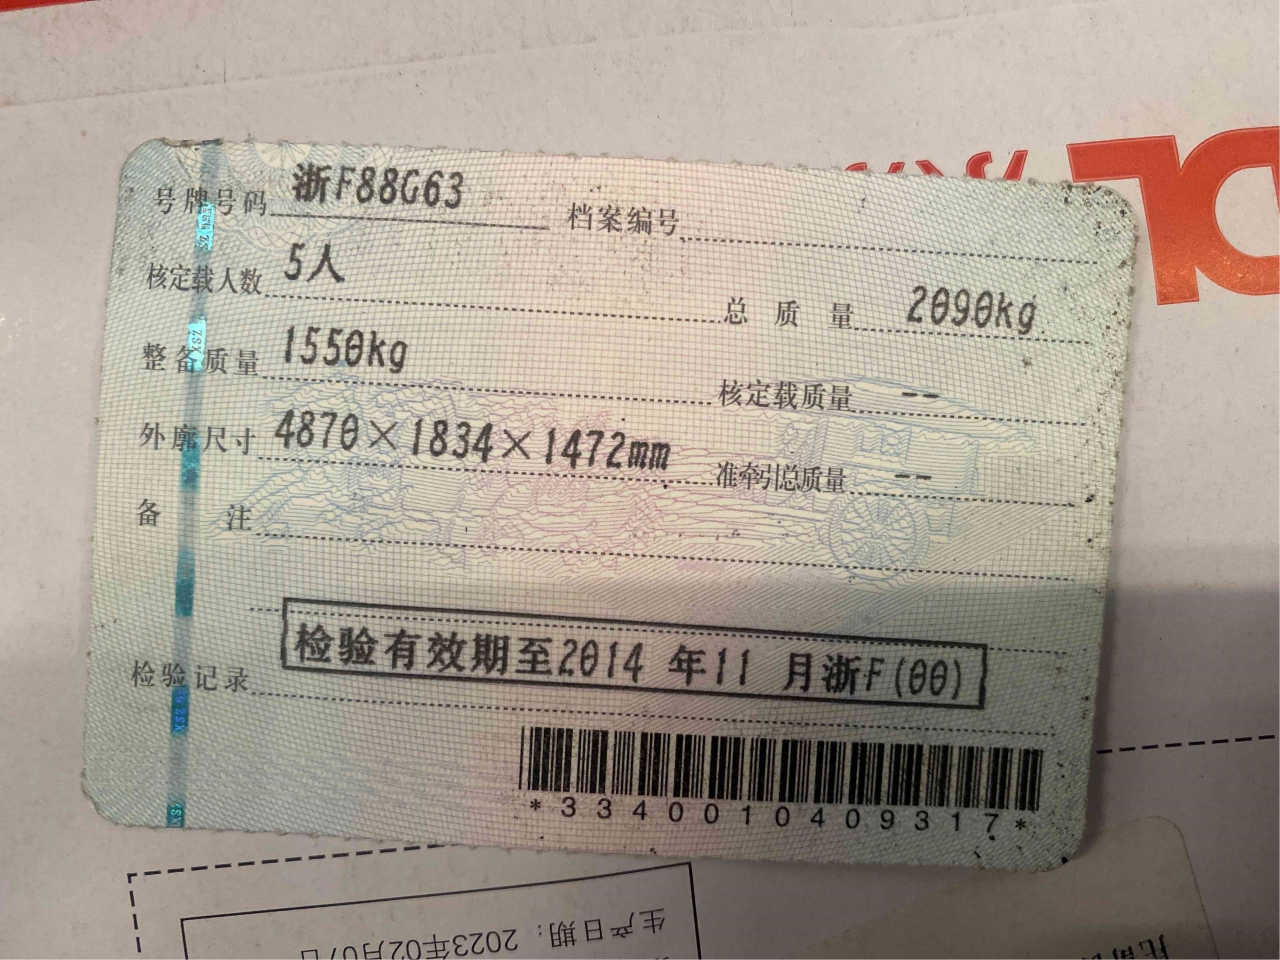 号牌号码 浙F88G63 档案编号
核定载人数 5人 总质量 2090kg
整备质量 1550kg 核定载质量 --
外廓尺寸 4870×1834×1472mm 准牵引总质量 --
备注
检验记录 检验有效期至2014 年11 月浙F(00)
*3340010409317*
生产日期：2023年02月07日